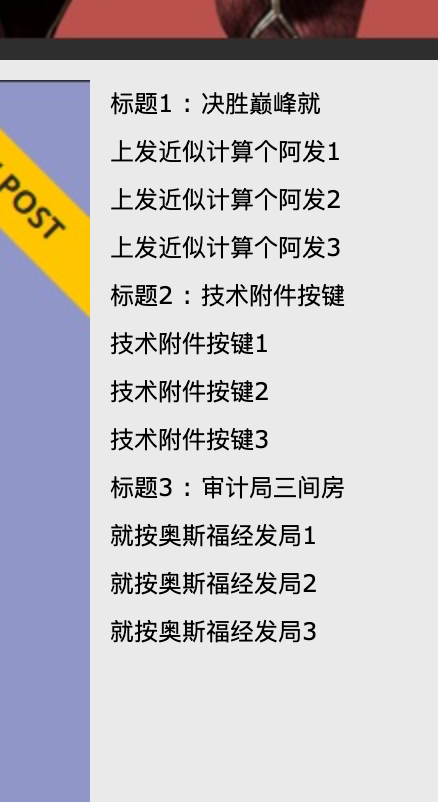 POST
标题1：决胜巅峰就
上发近似计算个阿发1
上发近似计算个阿发2
上发近似计算个阿发3
标题2：技术附件按键
技术附件按键1
技术附件按键2
技术附件按键3
标题3：审计局三间房
就按奥斯福经发局1
就按奥斯福经发局2
就按奥斯福经发局3